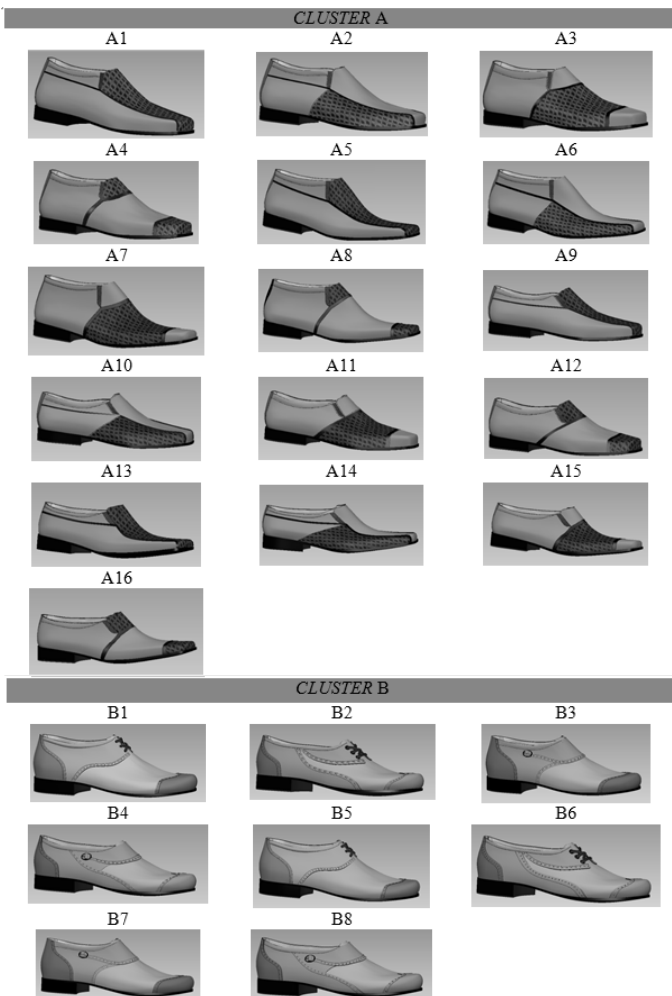 CLUSTER A
A1 A2 A3
A4 A5 A6
A7 A8 A9
A10 A11 A12
A13 A14 A15
A16
CLUSTER B
B1 B2 B3
B4 B5 B6
B7 B8